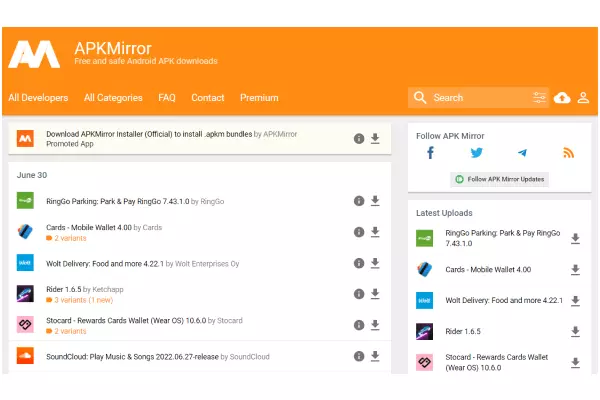 APKMirror
Free and safe Android APK downloads
All Developers
All Categories
FAQ
Contact
Premium
Search
Download APKMirror Installer (Official) to install .apkm bundles by APKMirror
Promoted App
June 30
RingGo Parking: Park & Pay RingGo 7.43.1.0 by RingGo
Cards - Mobile Wallet 4.00 by Cards
2 variants
Wolt
Wolt Delivery: Food and more 4.22.1 by Wolt Enterprises Oy
Rider 1.6.5 by Ketchapp
3 variants (1 new)
Stocard - Rewards Cards Wallet (Wear OS) 10.6.0 by Stocard
2 variants
SoundCloud: Play Music & Songs 2022.06.27-release by SoundCloud
Follow APK Mirror
Follow APK Mirror Updates
Latest Uploads
RingGo Parking: Park & Pay RingGo
7.43.1.0
Cards - Mobile Wallet 4.00
Wolt
Wolt Delivery: Food and more 4.22.1
Rider 1.6.5
Stocard - Rewards Cards Wallet
(Wear OS) 10.6.0